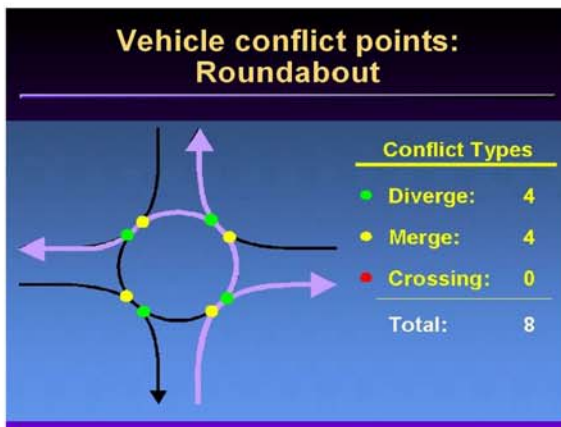 Vehicle conflict points:
Roundabout
Conflict Types
Diverge: 4
Merge: 4
Crossing: 0
Total: 8